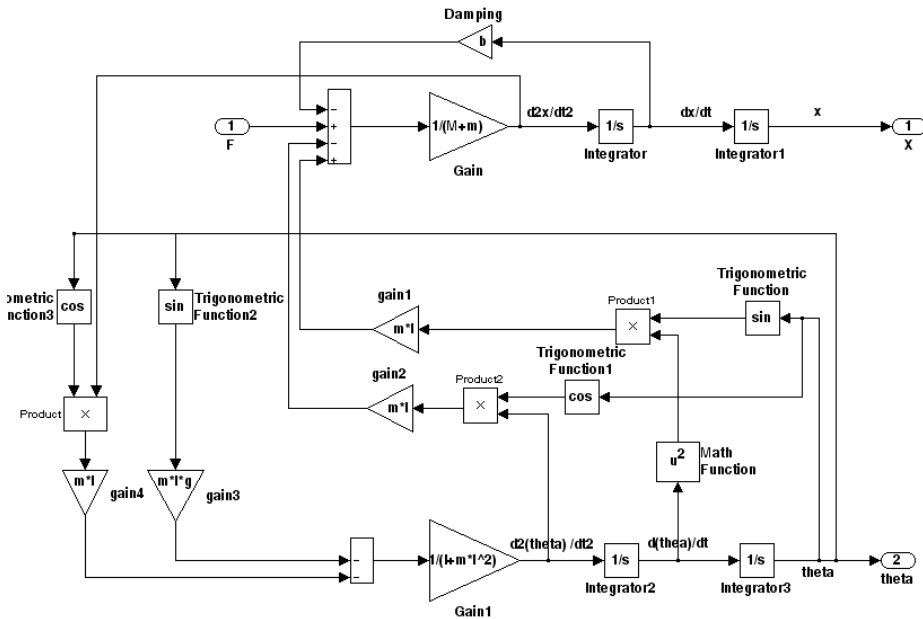 Damping
b
−
+
−
+
1
F
1/(M+m)
Gain
d2x/dt2
1/s
Integrator
dx/dt
1/s
Integrator1
x
1
X
ometric
nction3
cos
sin
Trigonometric
Function2
gain1
m*l
Product1
×
Trigonometric
Function
sin
gain2
m*l
Product2
×
Trigonometric
Function1
cos
Product
×
u²
Math
Function
m*l
gain4
m*l*g
gain3
−
−
1/(I+m*l^2)
Gain1
d2(theta) /dt2
1/s
Integrator2
d(thea)/dt
1/s
Integrator3
theta
2
theta